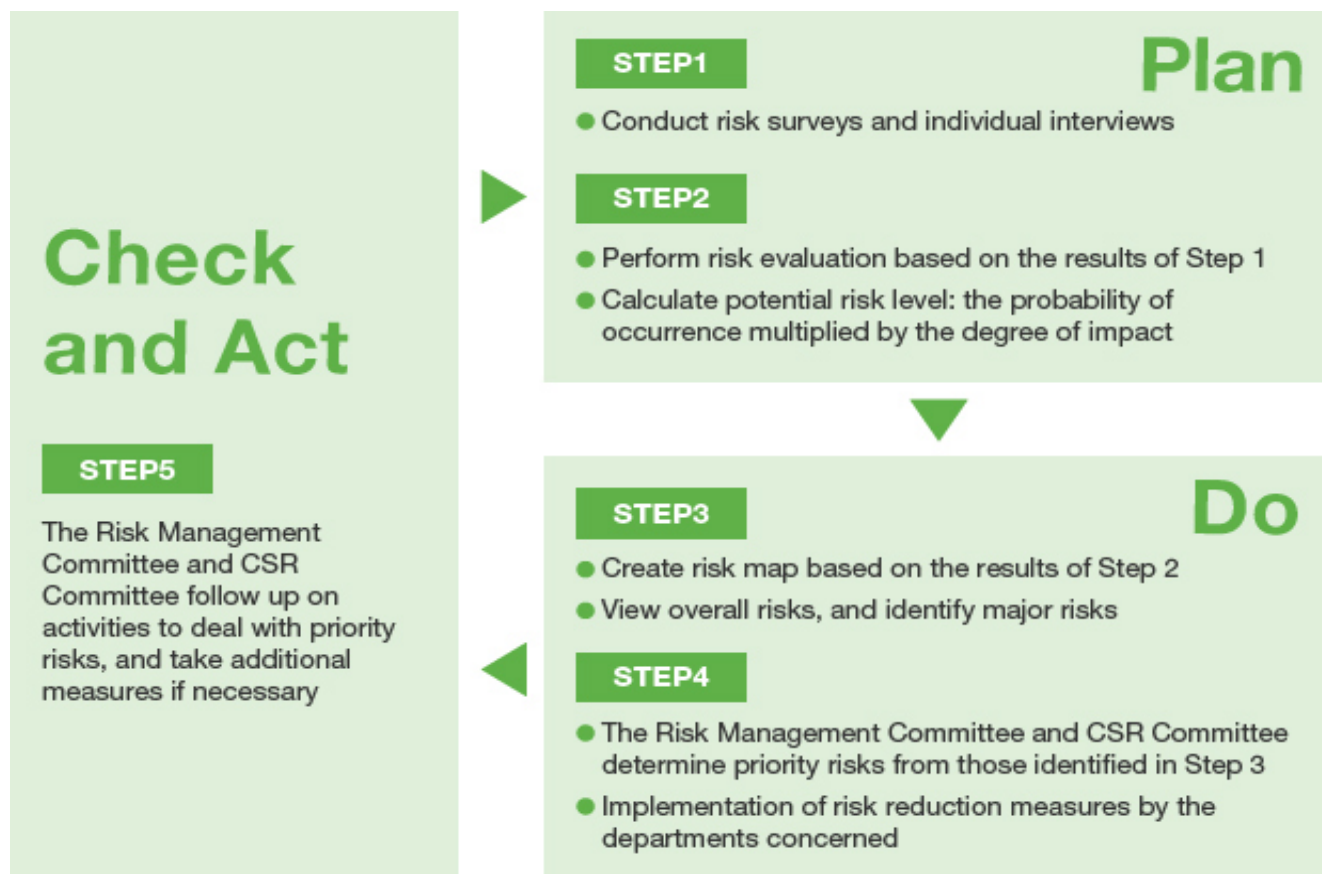 Plan
STEP1
● Conduct risk surveys and individual interviews
STEP2
● Perform risk evaluation based on the results of Step 1
● Calculate potential risk level: the probability of
occurrence multiplied by the degree of impact
Do
STEP3
● Create risk map based on the results of Step 2
● View overall risks, and identify major risks
STEP4
● The Risk Management Committee and CSR Committee
determine priority risks from those identified in Step 3
● Implementation of risk reduction measures by the
departments concerned
Check
and Act
STEP5
The Risk Management
Committee and CSR
Committee follow up on
activities to deal with priority
risks, and take additional
measures if necessary